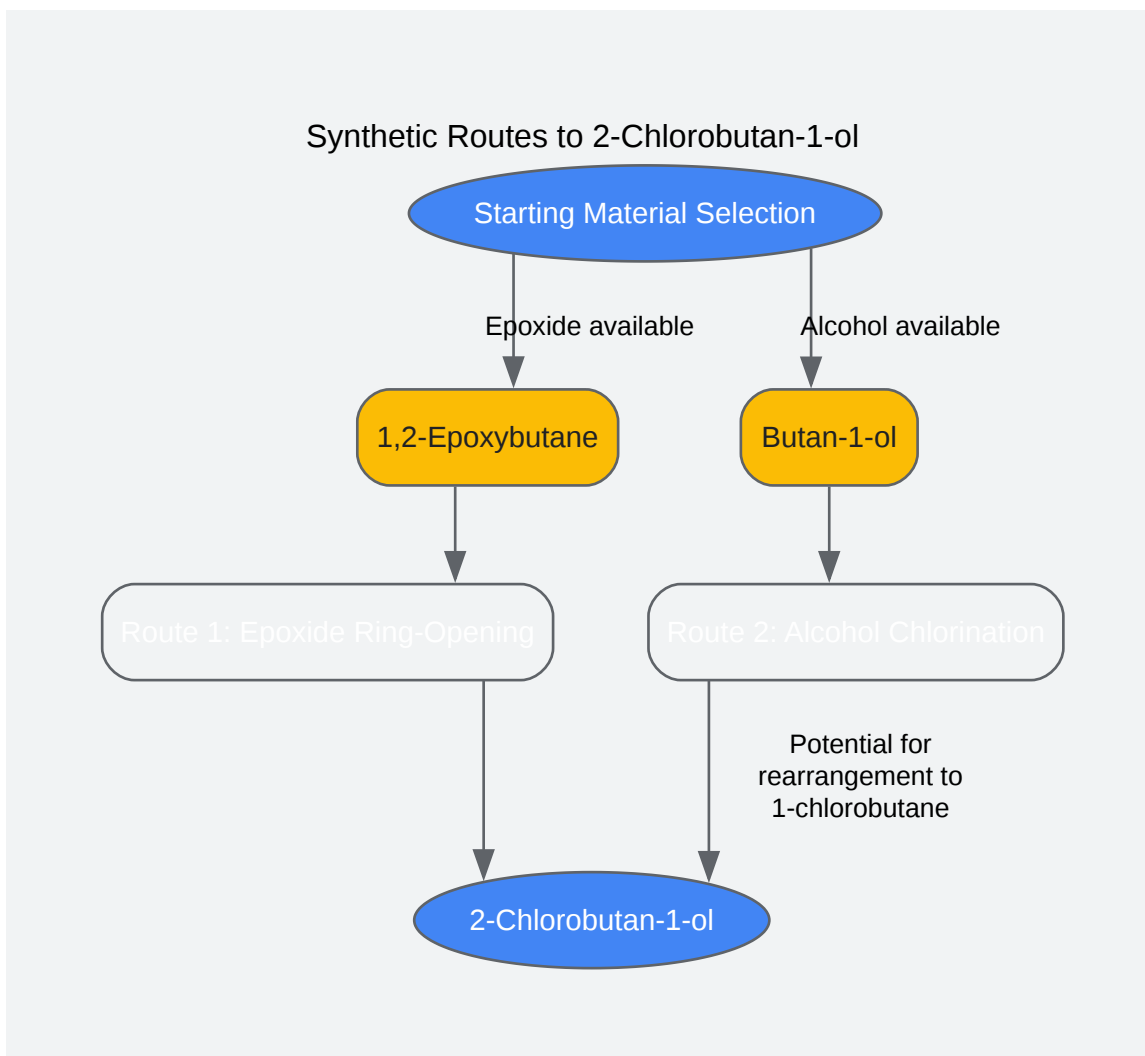 Synthetic Routes to 2-Chlorobutan-1-ol
Starting Material Selection
Epoxide available
Alcohol available
1,2-Epoxybutane
Butan-1-ol
Route 1: Epoxide Ring-Opening
Route 2: Alcohol Chlorination
Potential for
rearrangement to
1-chlorobutane
2-Chlorobutan-1-ol